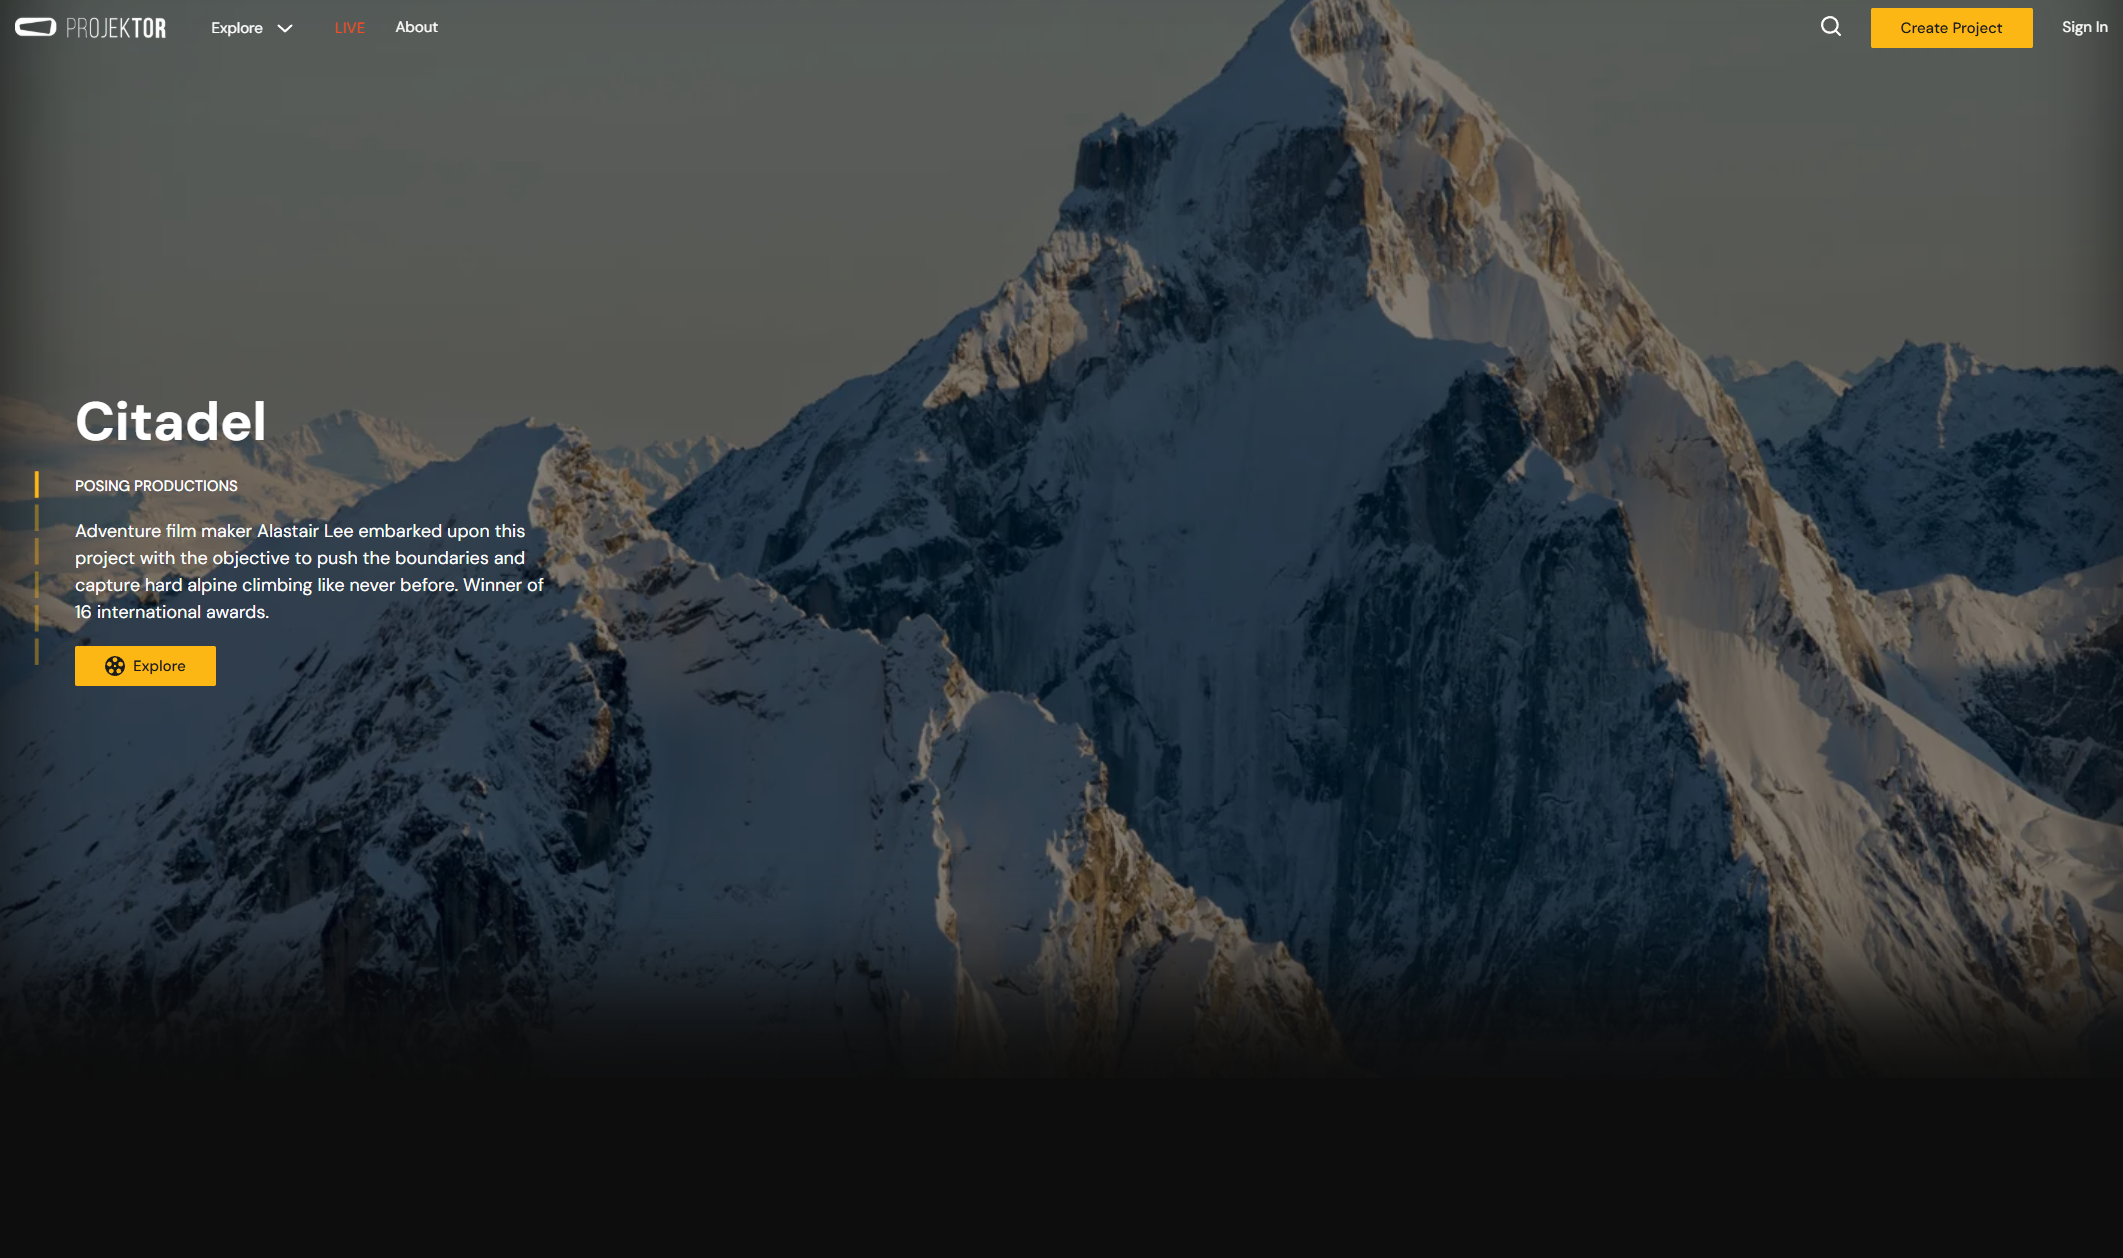 PROJEKTOR
Explore
LIVE
About
Create Project
Sign In
Citadel
POSING PRODUCTIONS
Adventure film maker Alastair Lee embarked upon this
project with the objective to push the boundaries and
capture hard alpine climbing like never before. Winner of
16 international awards.
Explore